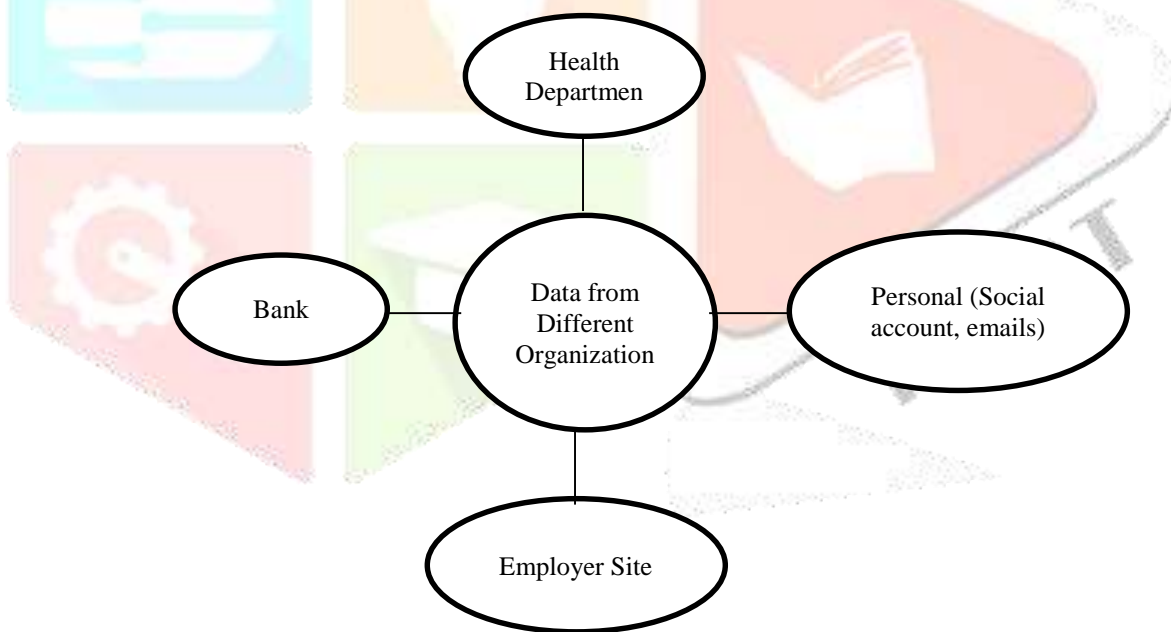 Health
Departmen
Bank
Data from
Different
Organization
Personal (Social
account, emails)
Employer Site